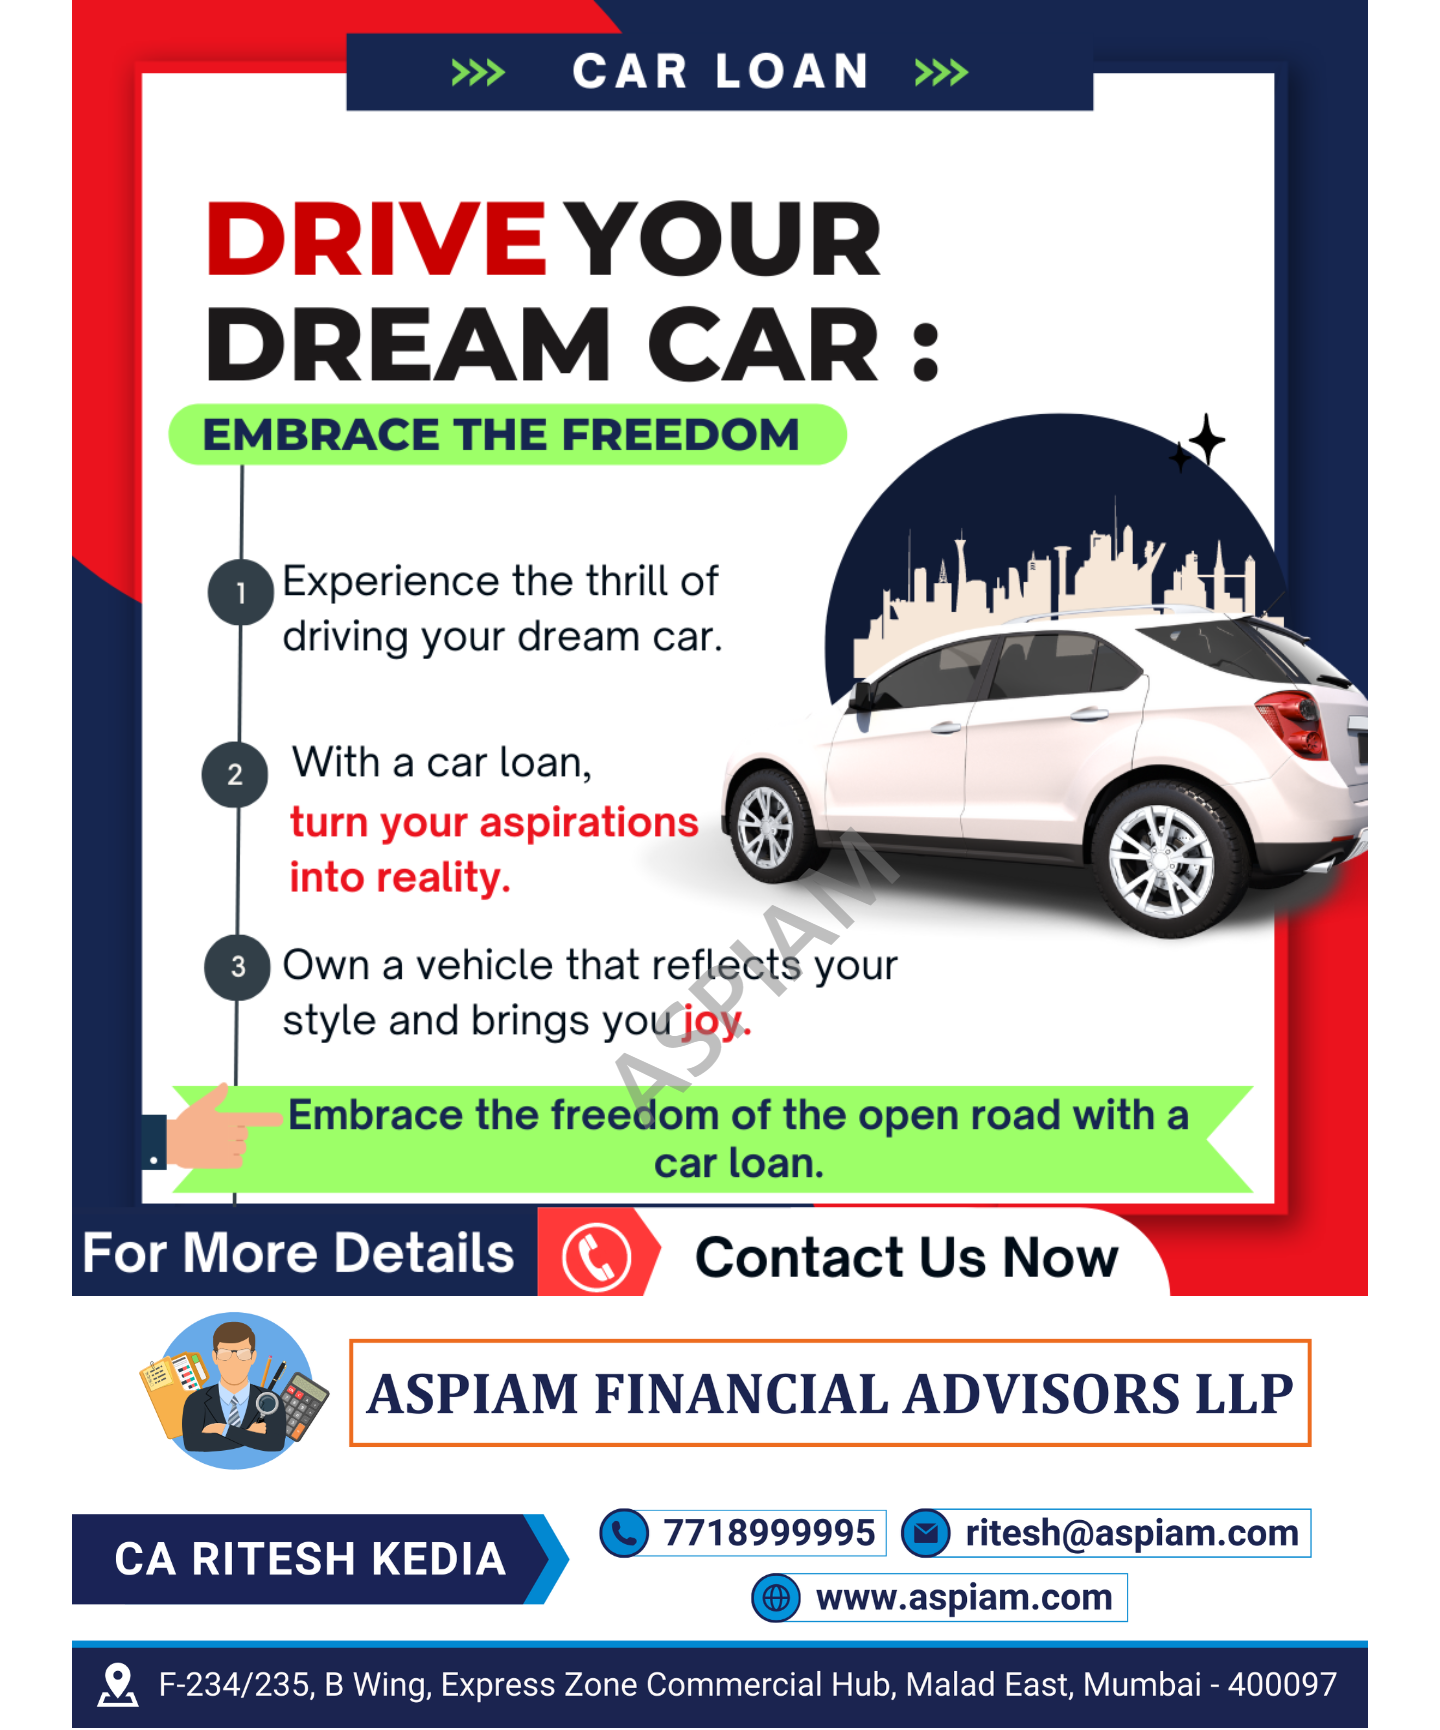 >>> CAR LOAN >>>
DRIVE YOUR
DREAM CAR :
EMBRACE THE FREEDOM
1 Experience the thrill of
driving your dream car.
2 With a car loan,
turn your aspirations
into reality.
3 Own a vehicle that reflects your
style and brings you joy.
ASPIAM
Embrace the freedom of the open road with a
car loan.
For More Details Contact Us Now
ASPIAM FINANCIAL ADVISORS LLP
CA RITESH KEDIA
7718999995 ritesh@aspiam.com
www.aspiam.com
F-234/235, B Wing, Express Zone Commercial Hub, Malad East, Mumbai - 400097